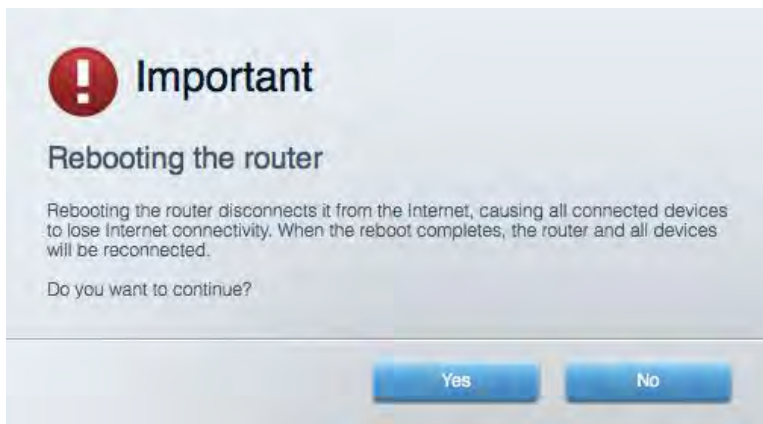 Important
Rebooting the router
Rebooting the router disconnects it from the Internet, causing all connected devices
to lose Internet connectivity. When the reboot completes, the router and all devices
will be reconnected.
Do you want to continue?
Yes
No